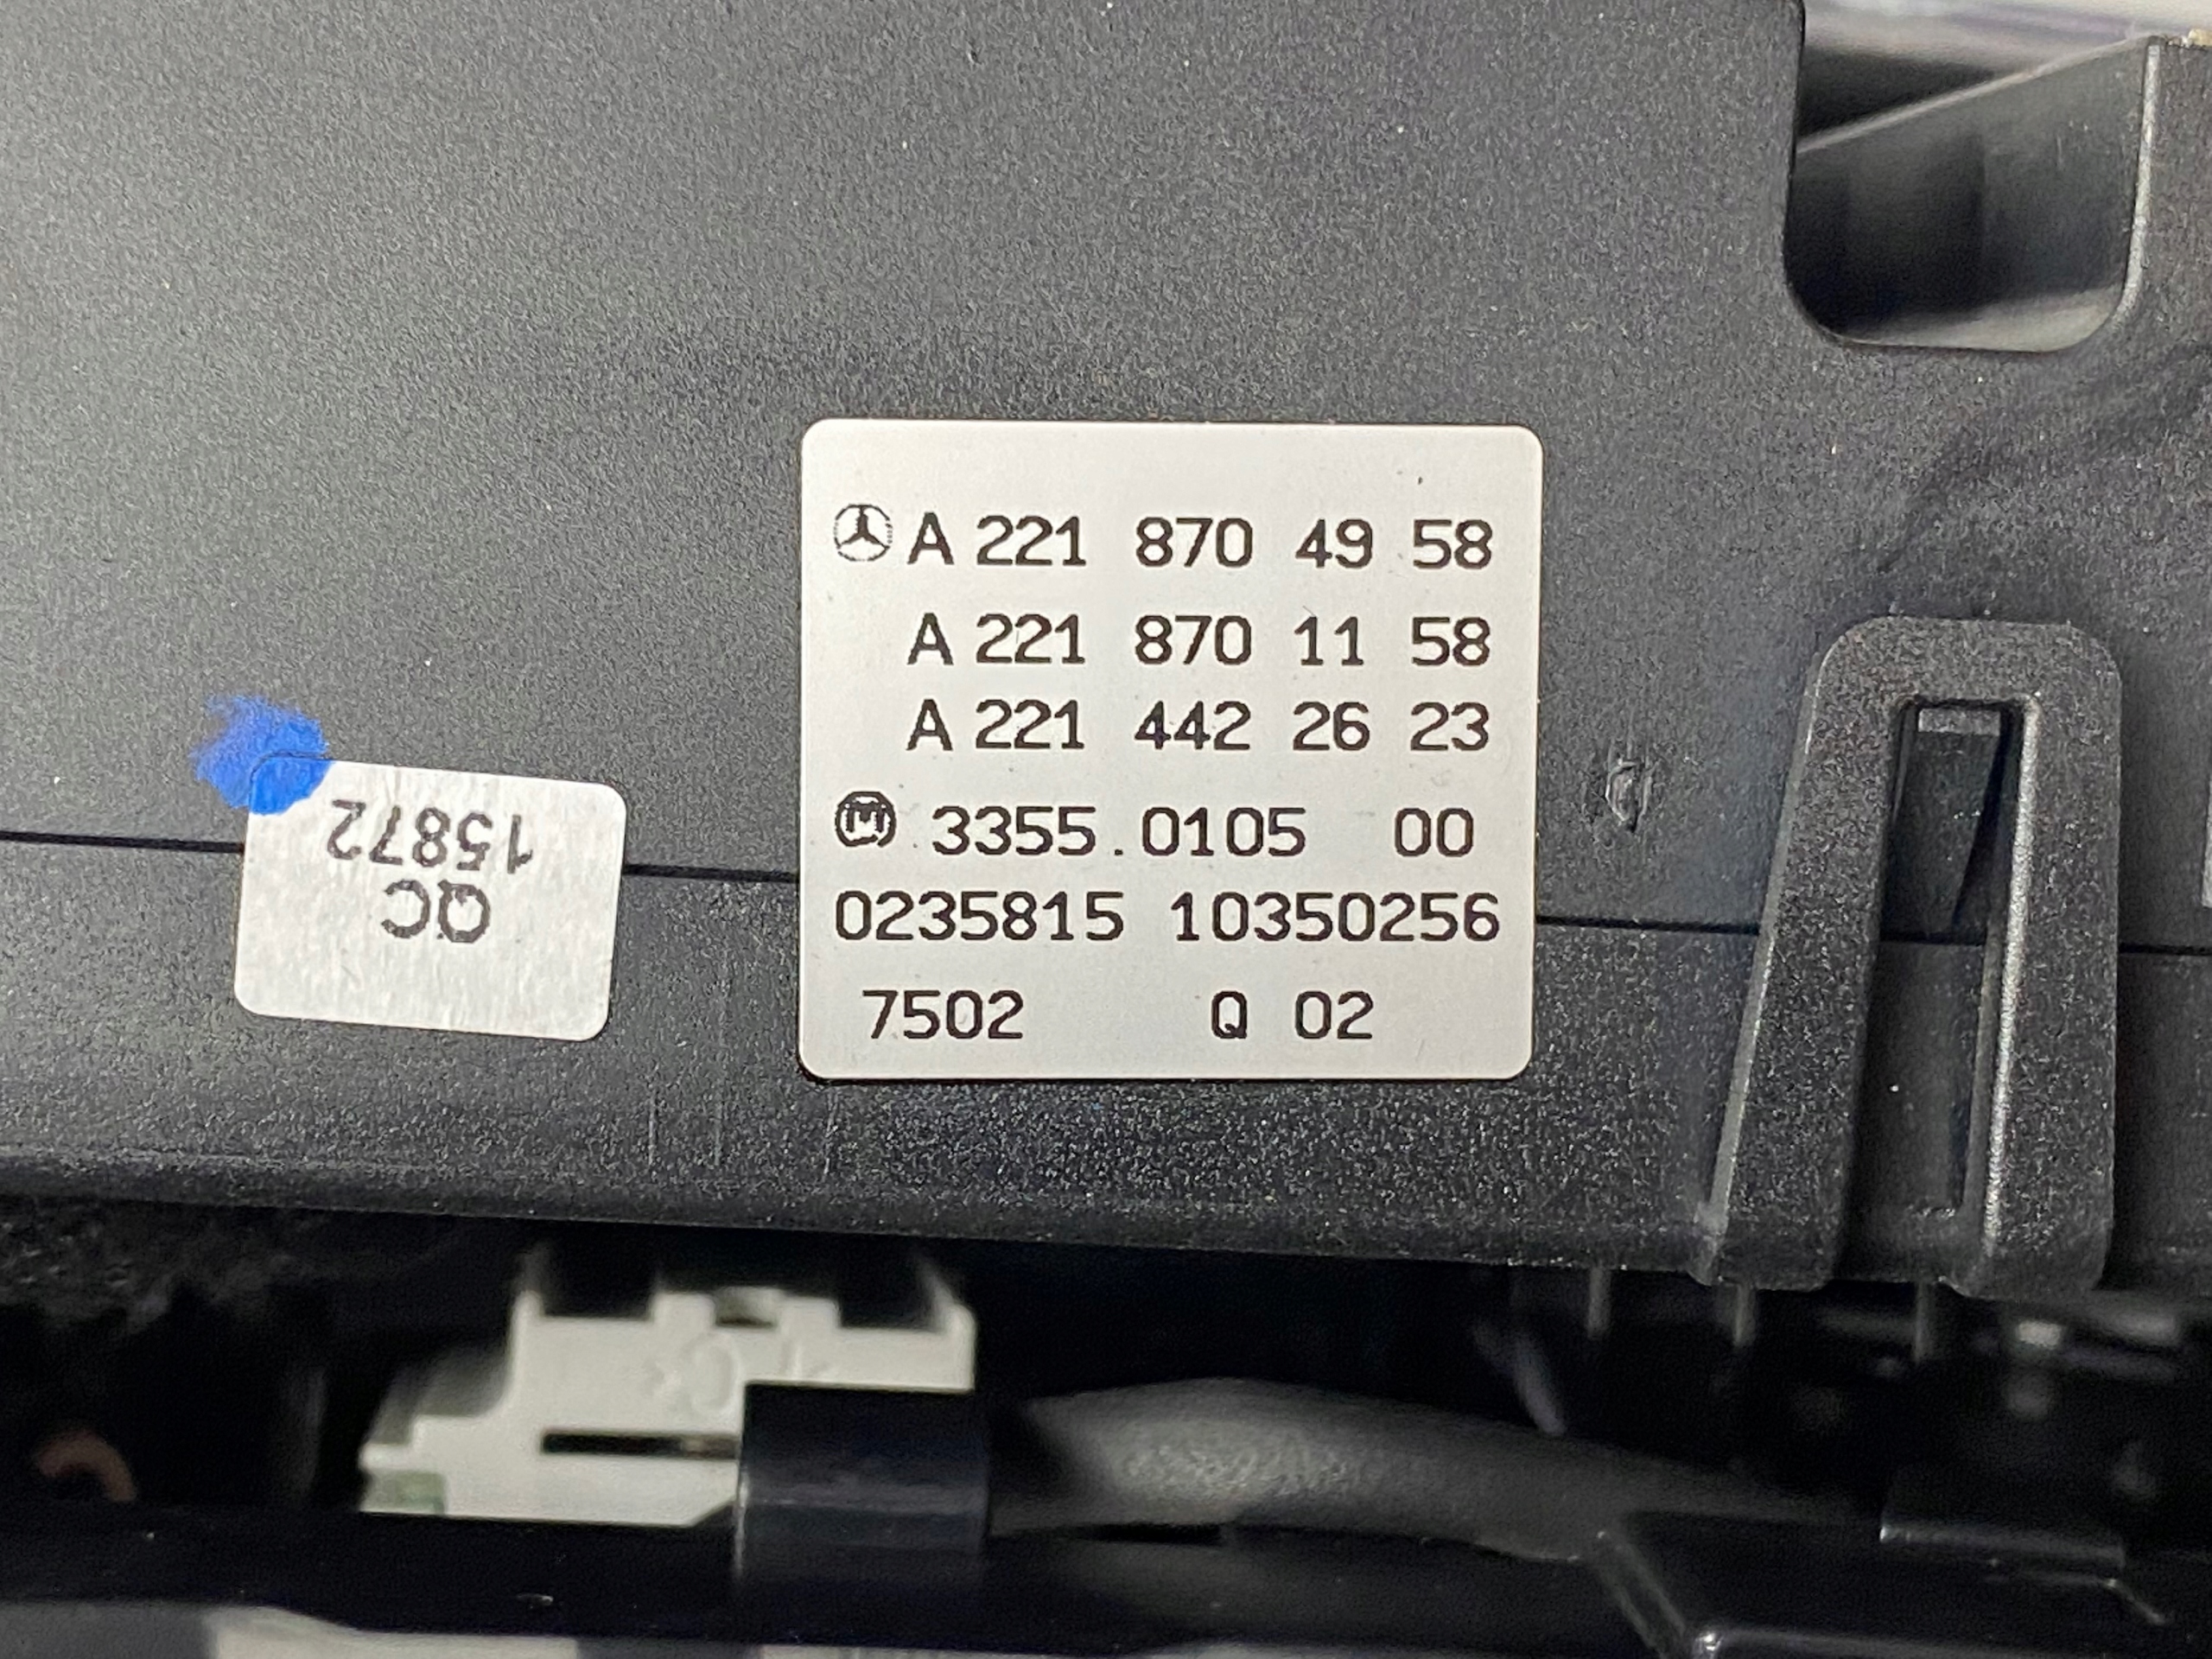 A 221 870 49 58
A 221 870 11 58
A 221 442 26 23
M 3355.0105 00
0235815 10350256
7502 Q 02
QC
15872